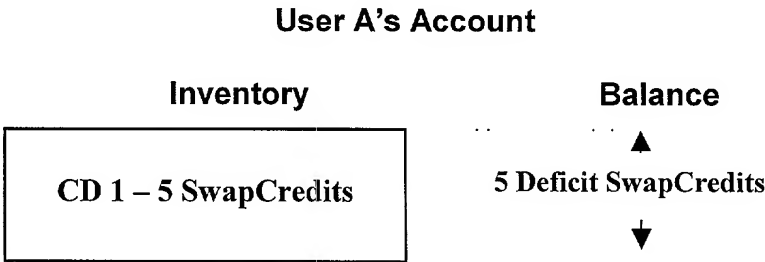 User A's Account
Inventory
Balance
CD 1 – 5 SwapCredits
5 Deficit SwapCredits